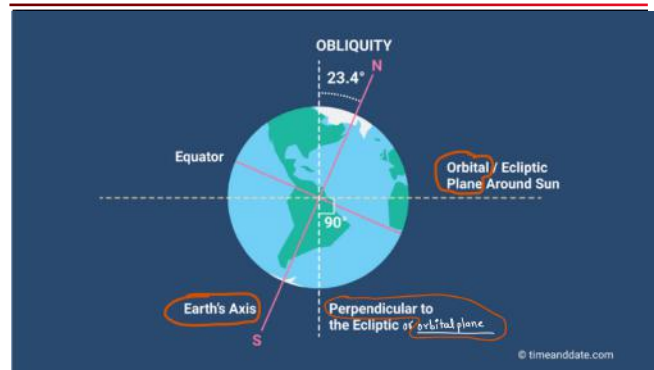 OBLIQUITY
N
23.4°
Equator
Orbital / Ecliptic
Plane Around Sun
90°
Earth's Axis
Perpendicular to
the Ecliptic or orbital plane
S
© timeanddate.com